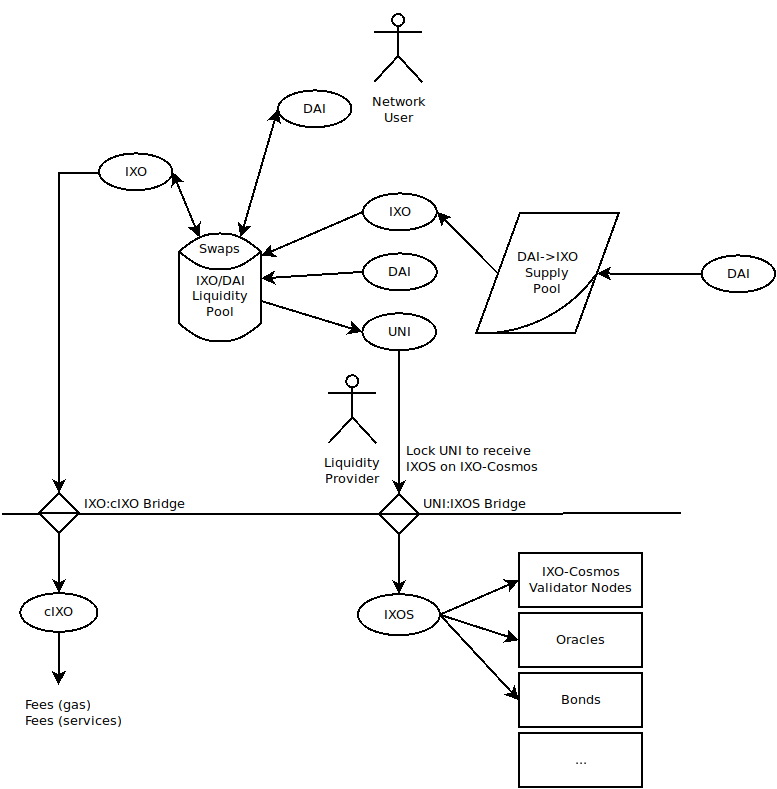 Network
User
DAI
IXO
IXO
Swaps
DAI->IXO
Supply
Pool
DAI
DAI
IXO/DAI
Liquidity
Pool
UNI
Liquidity
Provider
Lock UNI to receive
IXOS on IXO-Cosmos
IXO:cIXO Bridge
UNI:IXOS Bridge
cIXO
IXOS
IXO-Cosmos
Validator Nodes
Oracles
Bonds
...
Fees (gas)
Fees (services)